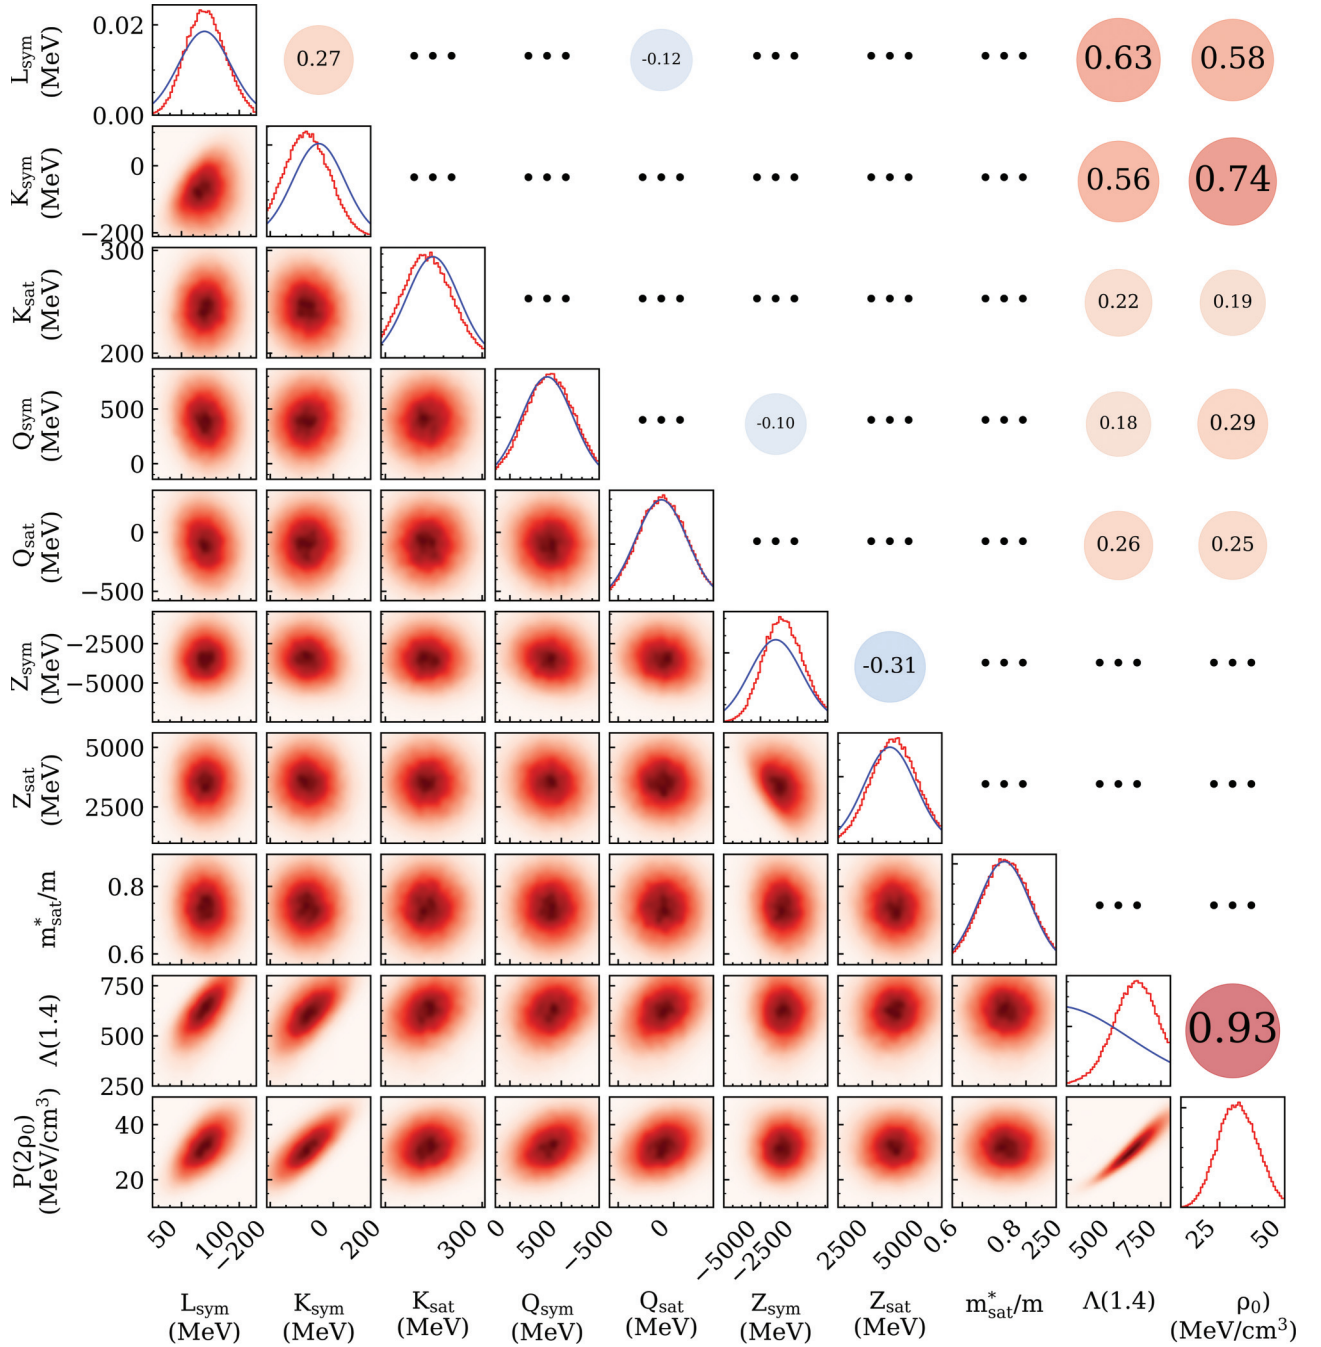 L_sym (MeV)
0.02
0.00
0.27
• • •
• • •
-0.12
• • •
• • •
• • •
0.63
0.58
K_sym (MeV)
0
−200
• • •
• • •
• • •
• • •
• • •
• • •
0.56
0.74
K_sat (MeV)
300
200
• • •
• • •
• • •
• • •
• • •
0.22
0.19
Q_sym (MeV)
500
0
• • •
-0.10
• • •
• • •
0.18
0.29
Q_sat (MeV)
0
−500
• • •
• • •
• • •
0.26
0.25
Z_sym (MeV)
−2500
−5000
-0.31
• • •
• • •
• • •
Z_sat (MeV)
5000
2500
• • •
• • •
• • •
m*_sat/m
0.8
0.6
• • •
• • •
Λ(1.4)
750
500
250
0.93
P(2ρ₀) (MeV/cm³)
40
20
50 100 −200 0 200 300 0 500 −500 0 −5000 −2500 2500 5000 0.6 0.8 250 500 750 25 50
L_sym K_sym K_sat Q_sym Q_sat Z_sym Z_sat m*_sat/m Λ(1.4) ρ₀)
(MeV) (MeV) (MeV) (MeV) (MeV) (MeV) (MeV) (MeV/cm³)